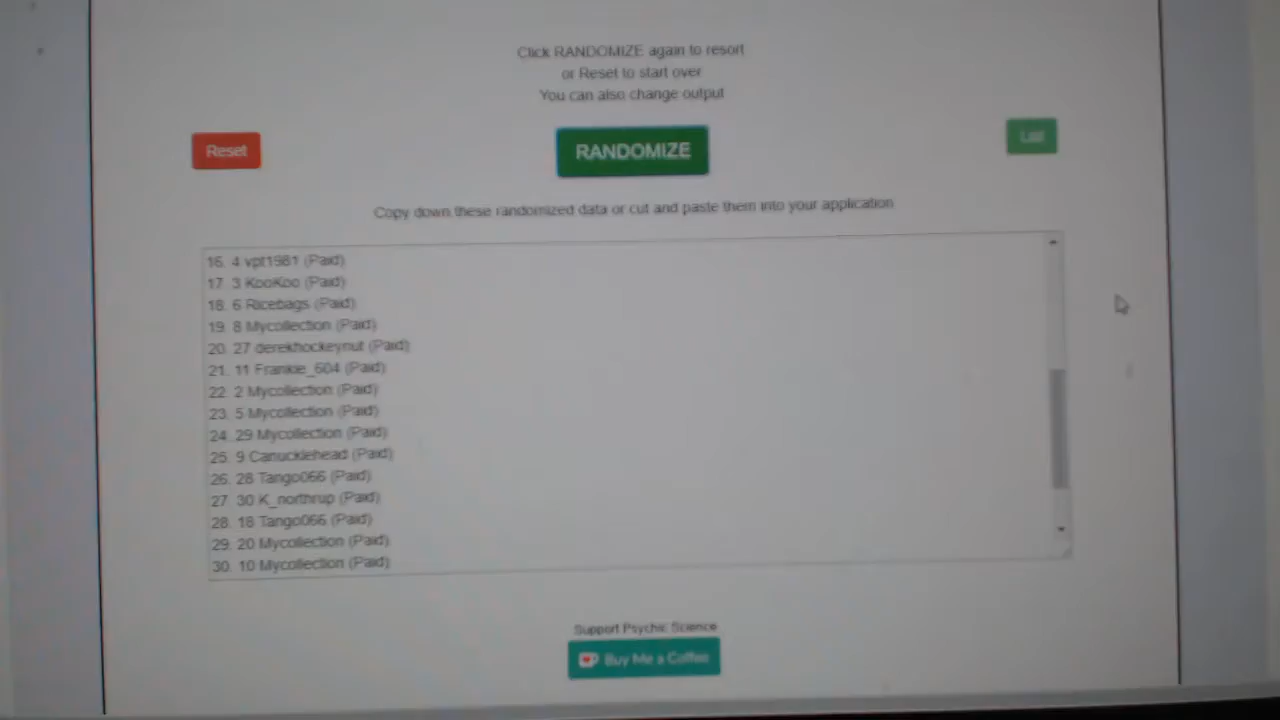 Click RANDOMIZE again to resort
or Reset to start over
You can also change output
Reset
RANDOMIZE
List
Copy down these randomized data or cut and paste them into your application
16. 4 vpt1981 (Paid)
17. 3 KooKoo (Paid)
18. 6 Ricebags (Paid)
19. 8 Mycollection (Paid)
20. 27 derekhockeynut (Paid)
21. 11 Frankie_604 (Paid)
22. 2 Mycollection (Paid)
23. 5 Mycollection (Paid)
24. 29 Mycollection (Paid)
25. 9 Canucklehead (Paid)
26. 28 Tango066 (Paid)
27. 30 K_northrup (Paid)
28. 18 Tango066 (Paid)
29. 20 Mycollection (Paid)
30. 10 Mycollection (Paid)
Support Psychic Science
Buy Me a Coffee